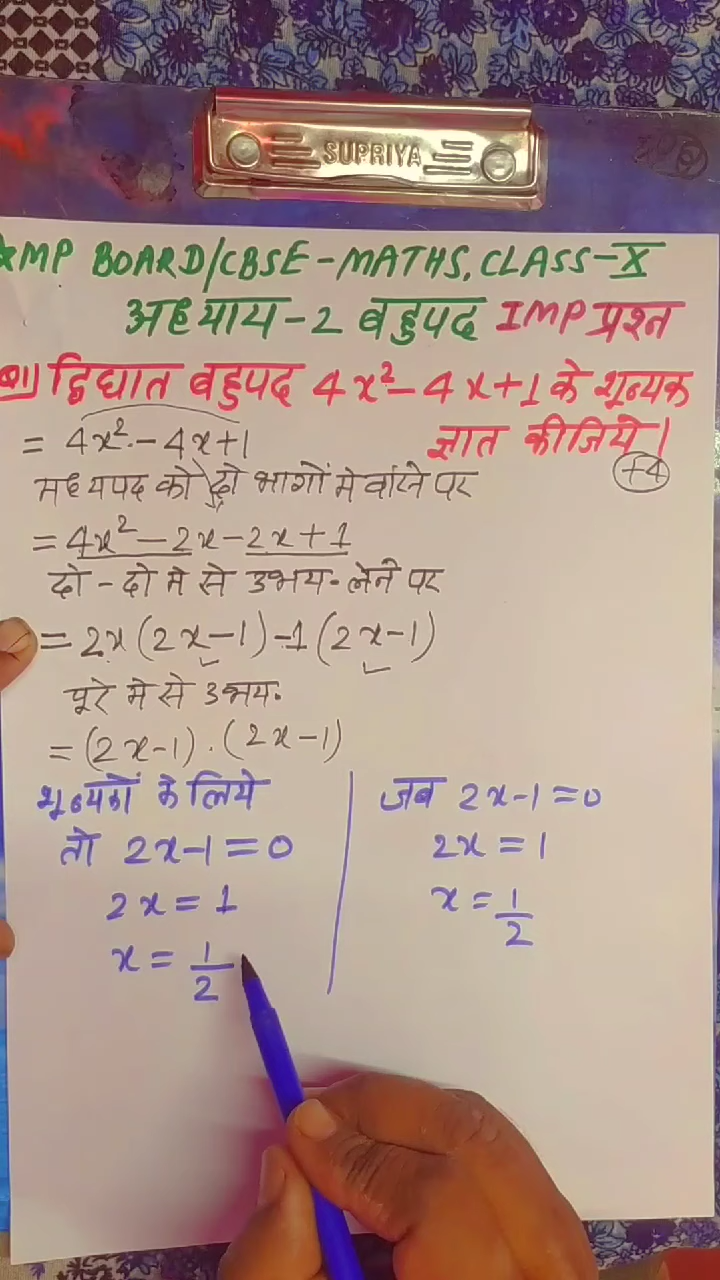 SUPRIYA
MP BOARD/CBSE-MATHS, CLASS-X
अध्याय-2 बहुपद IMP प्रश्न
Q1) द्विघात बहुपद 4x²-4x+1 के शून्यक
ज्ञात कीजिये।
= 4x²-4x+1
+4
मध्यपद को दो भागों में बांटने पर
= 4x²-2x-2x+1
दो-दो मे से उभय. लेने पर
= 2x(2x-1)-1(2x-1)
पूरे मे से उभय.
= (2x-1).(2x-1)
शून्यकों के लिये
तो 2x-1=0
2x=1
x=1/2
जब 2x-1=0
2x=1
x=1/2